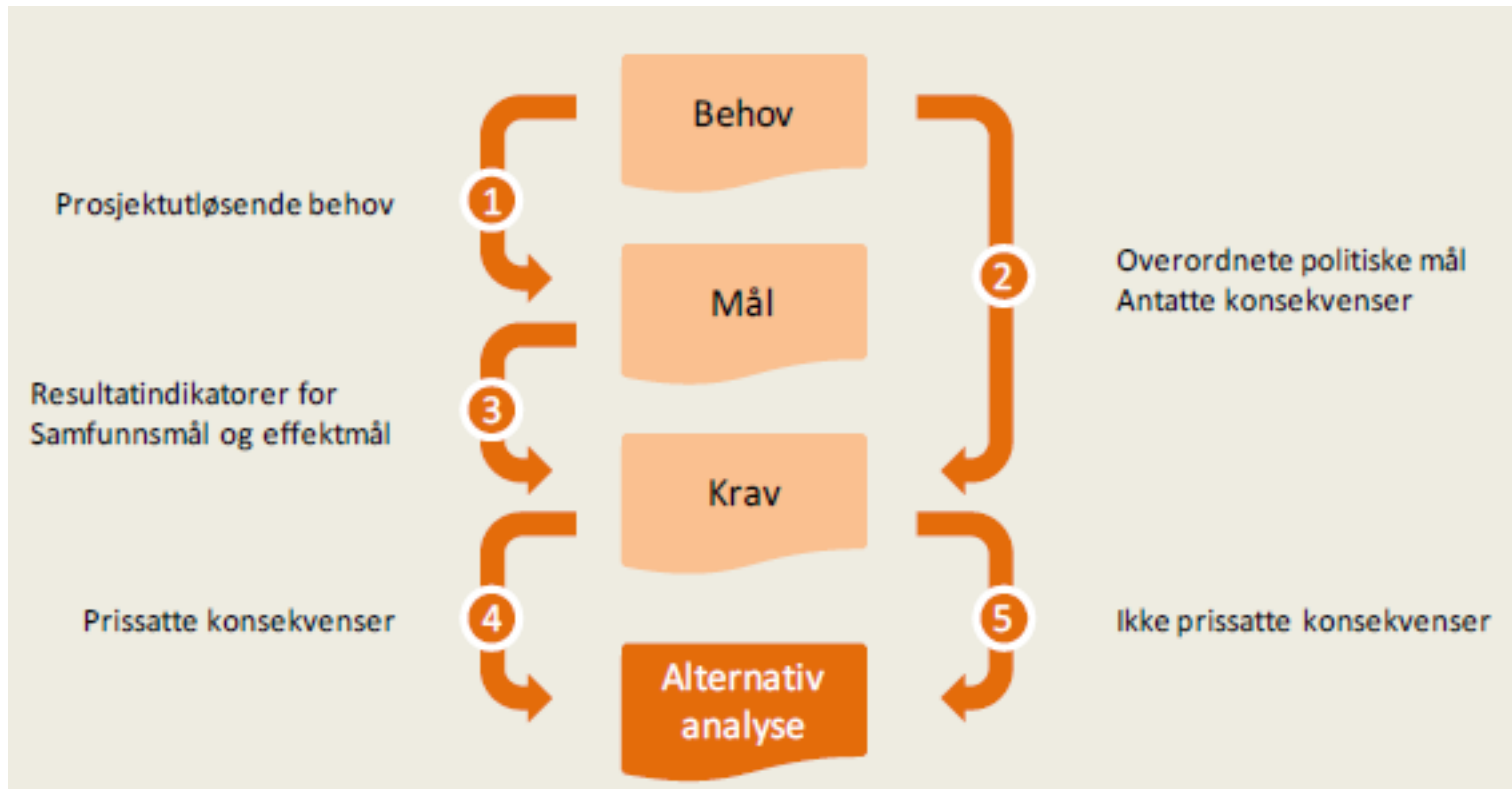 Behov
Prosjektutløsende behov
1
Mål
2
Overordnete politiske mål
Antatte konsekvenser
Resultatindikatorer for
Samfunnsmål og effektmål
3
Krav
Prissatte konsekvenser
4
5
Ikke prissatte konsekvenser
Alternativ
analyse